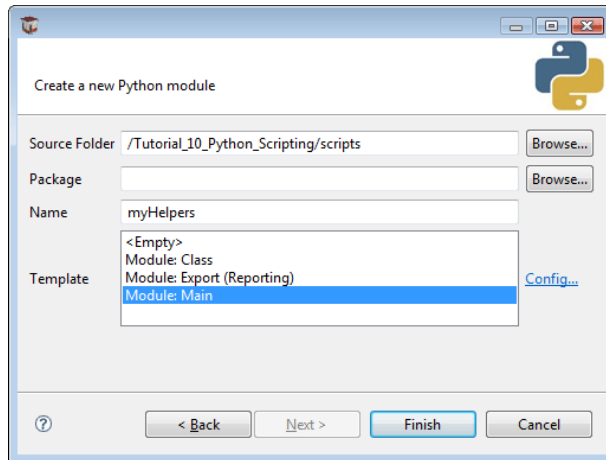 Create a new Python module
Source Folder /Tutorial_10_Python_Scripting/scripts Browse...
Package Browse...
Name myHelpers
<Empty>
Module: Class
Template Module: Export (Reporting) Config...
Module: Main
? < Back Next > Finish Cancel